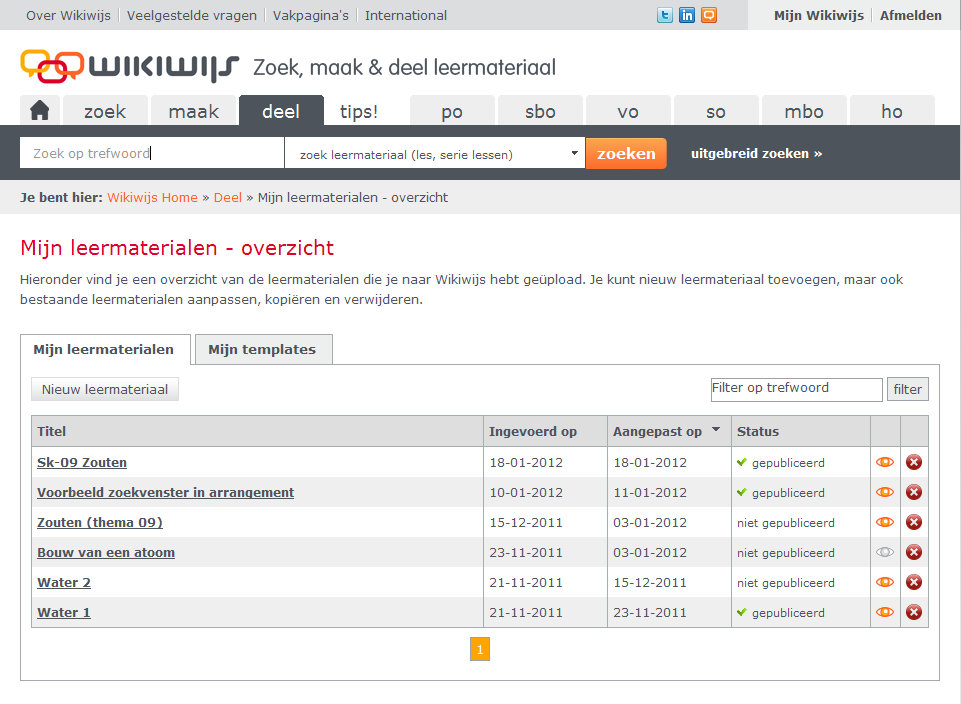 Over Wikiwijs Veelgestelde vragen Vakpagina's International Mijn Wikiwijs Afmelden
wikiwijs Zoek, maak & deel leermateriaal
zoek maak deel tips! po sbo vo so mbo ho
Zoek op trefwoord zoek leermateriaal (les, serie lessen) zoeken uitgebreid zoeken »
Je bent hier: Wikiwijs Home » Deel » Mijn leermaterialen - overzicht
Mijn leermaterialen - overzicht
Hieronder vind je een overzicht van de leermaterialen die je naar Wikiwijs hebt geüpload. Je kunt nieuw leermateriaal toevoegen, maar ook
bestaande leermaterialen aanpassen, kopiëren en verwijderen.
Mijn leermaterialen Mijn templates
Nieuw leermateriaal Filter op trefwoord filter
Titel Ingevoerd op Aangepast op Status
Sk-09 Zouten 18-01-2012 18-01-2012 gepubliceerd
Voorbeeld zoekvenster in arrangement 10-01-2012 11-01-2012 gepubliceerd
Zouten (thema 09) 15-12-2011 03-01-2012 niet gepubliceerd
Bouw van een atoom 23-11-2011 03-01-2012 niet gepubliceerd
Water 2 21-11-2011 15-12-2011 niet gepubliceerd
Water 1 21-11-2011 23-11-2011 gepubliceerd
1